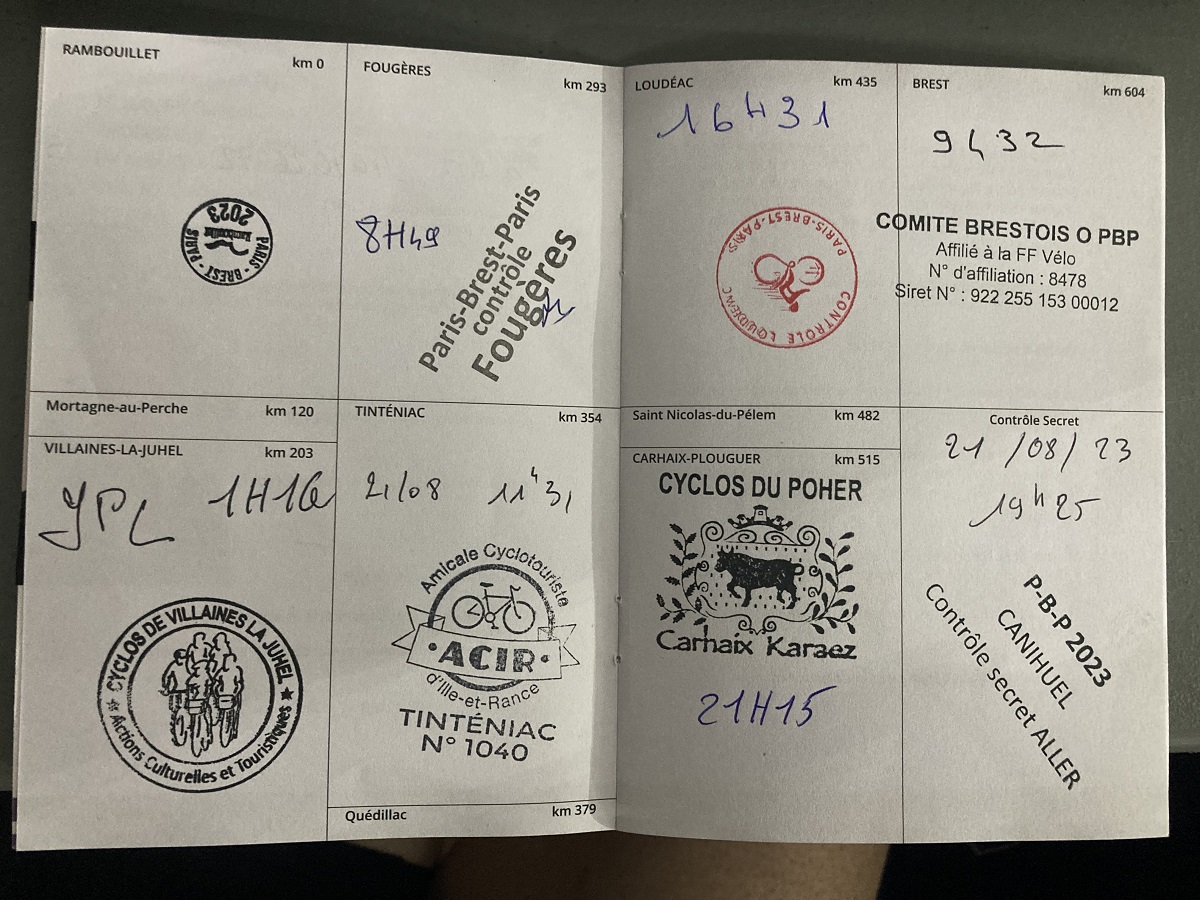 RAMBOUILLET
km 0
2023
PARIS - BREST - PARIS
Mortagne-au-Perche
km 120
VILLAINES-LA-JUHEL
km 203
JPL 1H16
CYCLOS DE VILLAINES LA JUHEL
Actions Culturelles et Touristiques
FOUGÈRES
km 293
8H49
Paris-Brest-Paris
contrôle
Fougères
TINTÉNIAC
km 354
21/08 11h31
Amicale Cyclotouriste
ACIR
d'Ille-et-Rance
TINTÉNIAC
N° 1040
Quédillac
km 379
LOUDÉAC
km 435
16H31
PARIS-BREST-PARIS
CONTROLE LOUDEAC
Saint Nicolas-du-Pélem
km 482
CARHAIX-PLOUGUER
km 515
CYCLOS DU POHER
Carhaix Karaez
21H15
BREST
km 604
9h32
COMITE BRESTOIS O PBP
Affilié à la FF Vélo
N° d'affiliation : 8478
Siret N° : 922 255 153 00012
Contrôle Secret
21/08/23
19h25
P-B-P 2023
CANIHUEL
Contrôle secret ALLER